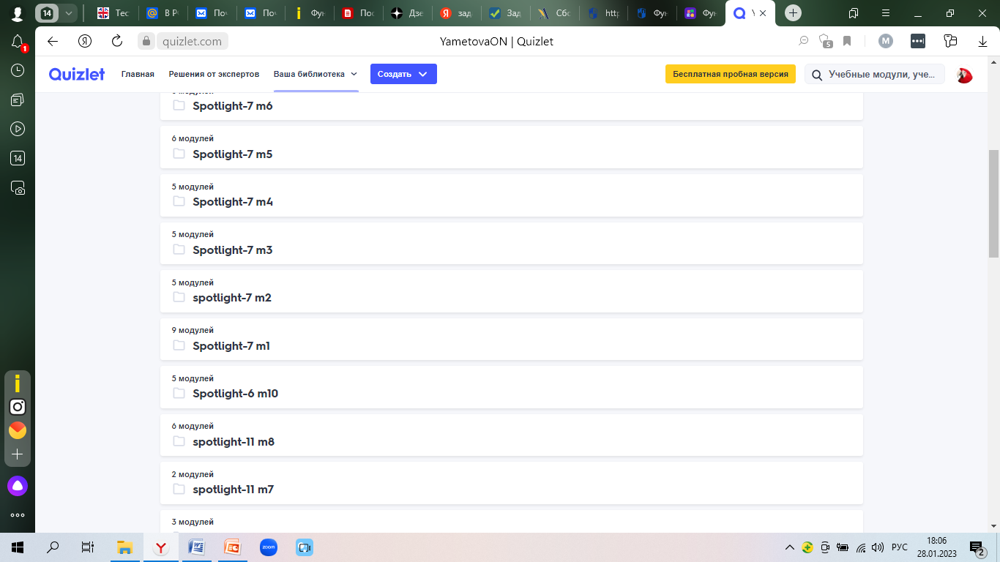 14
Тес
В Р
Поч
Поч
Фун
Пос
Дзе
зад
Зад
Сбс
http
Фун
Фун
1
quizlet.com
YametovaON | Quizlet
5
M
Quizlet
Главная
Решения от экспертов
Ваша библиотека
Создать
Бесплатная пробная версия
Учебные модули, уче...
Spotlight-7 m6
6 модулей
Spotlight-7 m5
5 модулей
Spotlight-7 m4
5 модулей
Spotlight-7 m3
5 модулей
spotlight-7 m2
9 модулей
Spotlight-7 m1
5 модулей
Spotlight-6 m10
6 модулей
spotlight-11 m8
2 модулей
spotlight-11 m7
3 модулей
14
zoom
РУС
18:06
28.01.2023
2